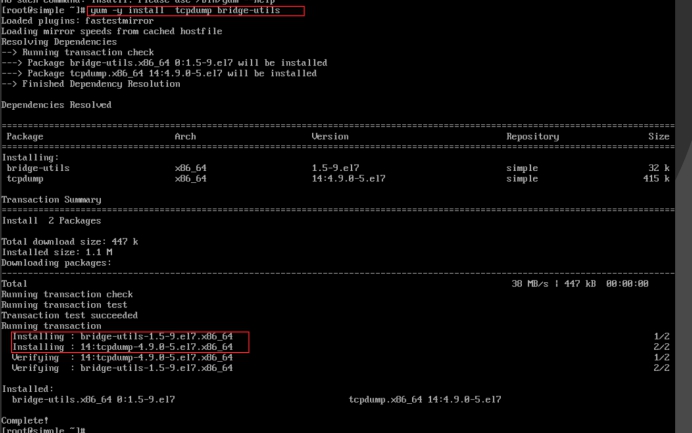 No such command: insatll. Please use /bin/yum --help
[root@simple ~]# yum -y install  tcpdump bridge-utils
Loaded plugins: fastestmirror
Loading mirror speeds from cached hostfile
Resolving Dependencies
--> Running transaction check
---> Package bridge-utils.x86_64 0:1.5-9.el7 will be installed
---> Package tcpdump.x86_64 14:4.9.0-5.el7 will be installed
--> Finished Dependency Resolution
Dependencies Resolved
Package Arch Version Repository Size
Installing:
bridge-utils x86_64 1.5-9.el7 simple 32 k
tcpdump x86_64 14:4.9.0-5.el7 simple 415 k
Transaction Summary
Install  2 Packages
Total download size: 447 k
Installed size: 1.1 M
Downloading packages:
Total 38 MB/s | 447 kB  00:00:00
Running transaction check
Running transaction test
Transaction test succeeded
Running transaction
Installing : bridge-utils-1.5-9.el7.x86_64 1/2
Installing : 14:tcpdump-4.9.0-5.el7.x86_64 2/2
Verifying  : 14:tcpdump-4.9.0-5.el7.x86_64 1/2
Verifying  : bridge-utils-1.5-9.el7.x86_64 2/2
Installed:
bridge-utils.x86_64 0:1.5-9.el7 tcpdump.x86_64 14:4.9.0-5.el7
Complete!
[root@simple ~]#